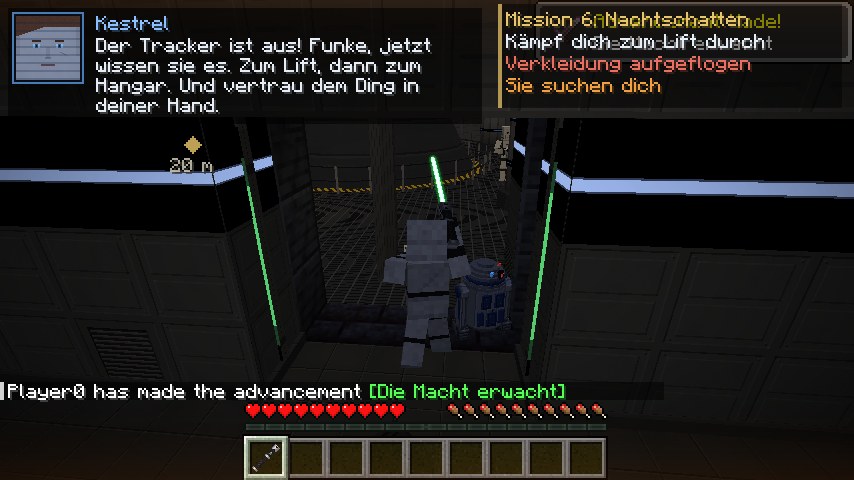 Kestrel
Der Tracker ist aus! Funke, jetzt
wissen sie es. Zum Lift, dann zum
Hangar. Und vertrau dem Ding in
deiner Hand.
Mission 6: Nachtschatten
Kämpf dich zum Lift durch
Verkleidung aufgeflogen
Sie suchen dich
20 m
Player0 has made the advancement [Die Macht erwacht]